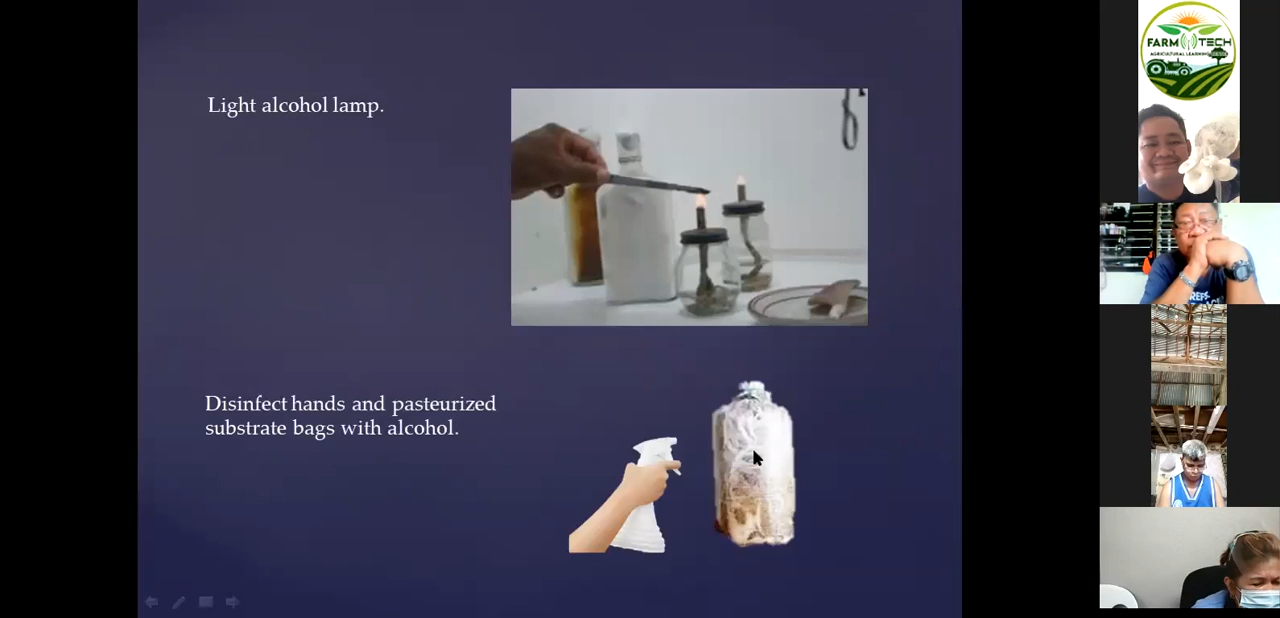 Light alcohol lamp.
Disinfect hands and pasteurized
substrate bags with alcohol.
FARM TECH
AGRICULTURAL LEARNING